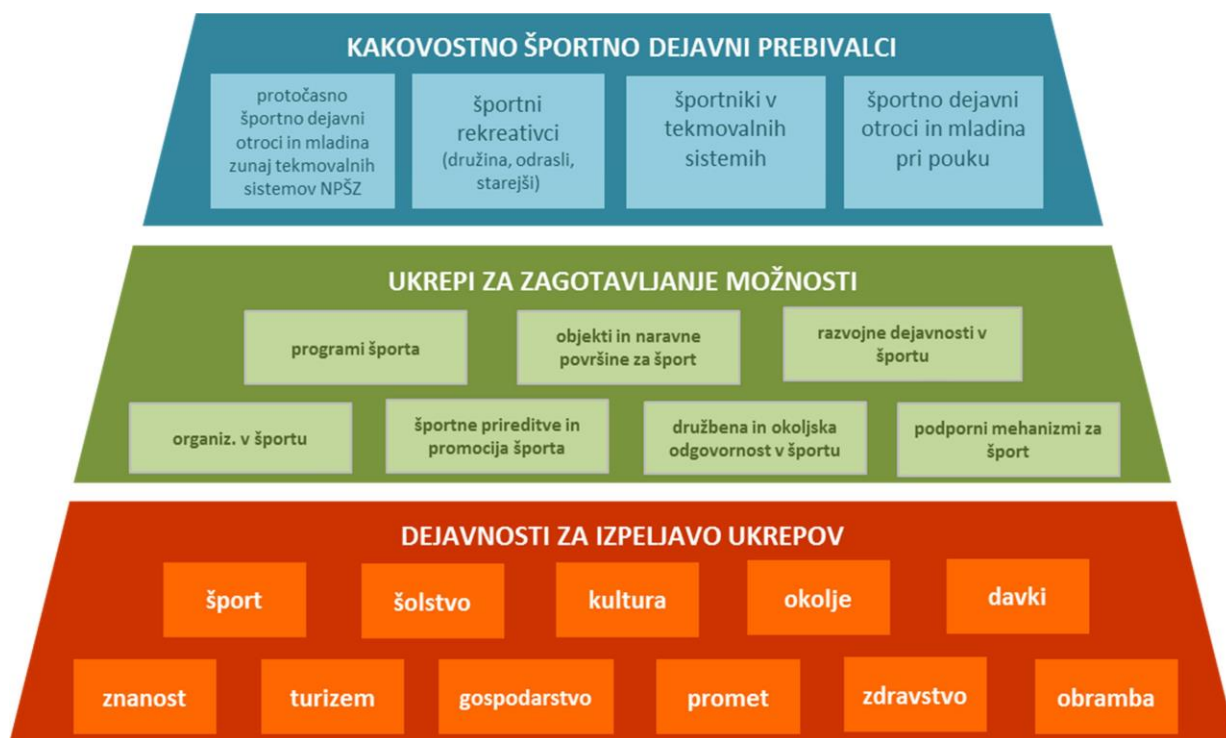 KAKOVOSTNO ŠPORTNO DEJAVNI PREBIVALCI
protočasno
športno dejavni
otroci in mladina
zunaj tekmovalnih
sistemov NPŠZ
športni
rekreativci
(družina, odrasli,
starejši)
športniki v
tekmovalnih
sistemih
športno dejavni
otroci in mladina
pri pouku
UKREPI ZA ZAGOTAVLJANJE MOŽNOSTI
programi športa
objekti in naravne
površine za šport
razvojne dejavnosti v
športu
organiz. v športu
športne prireditve in
promocija športa
družbena in okoljska
odgovornost v športu
podporni mehanizmi za
šport
DEJAVNOSTI ZA IZPELJAVO UKREPOV
šport
šolstvo
kultura
okolje
davki
znanost
turizem
gospodarstvo
promet
zdravstvo
obramba